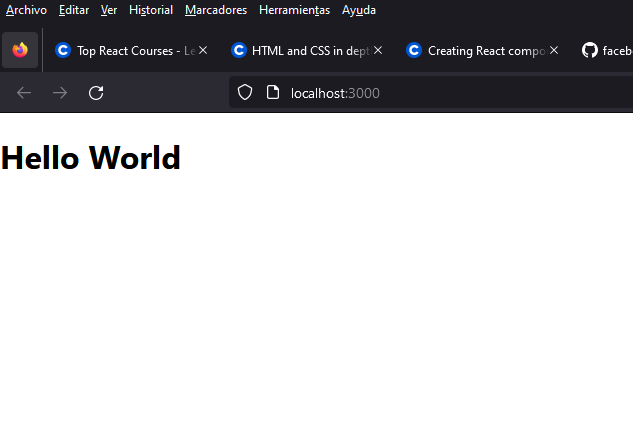 Archivo Editar Ver Historial Marcadores Herramientas Ayuda
Top React Courses - Le HTML and CSS in dept Creating React compo faceb
localhost:3000
Hello World